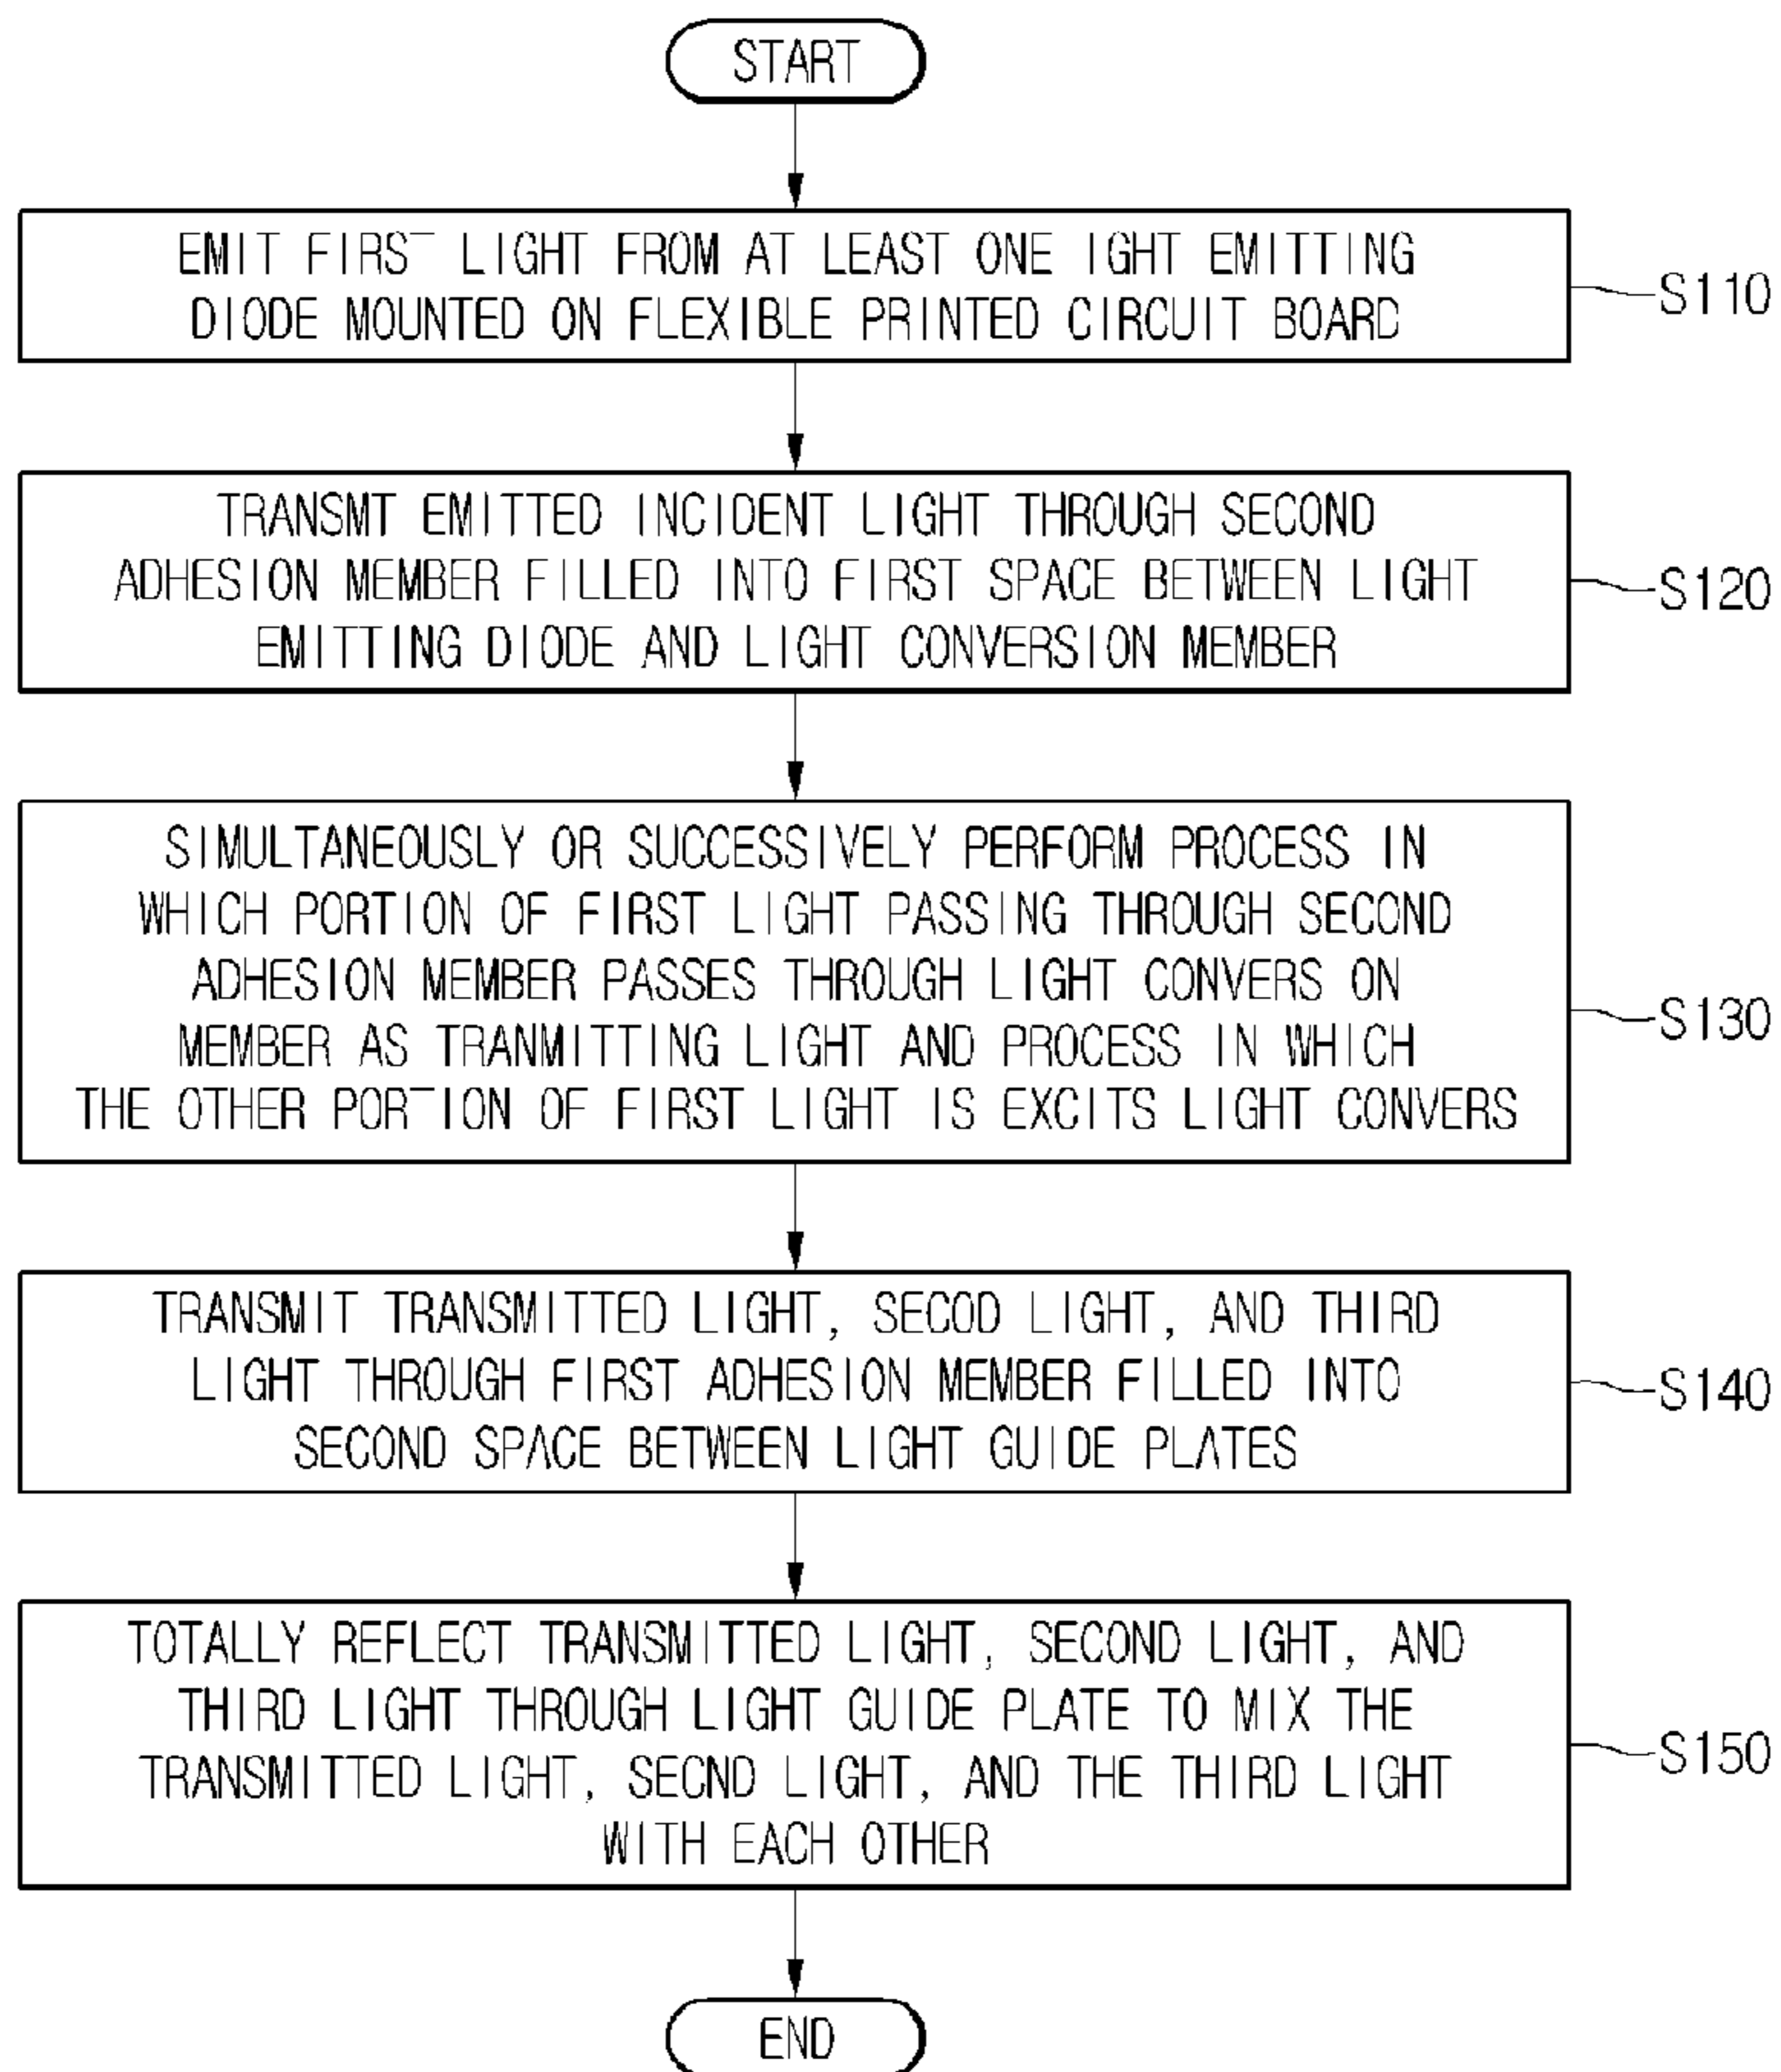 START
EMIT FIRST LIGHT FROM AT LEAST ONE IGHT EMITTING
DIODE MOUNTED ON FLEXIBLE PRINTED CIRCUIT BOARD
S110
TRANSMT EMITTED INCIDENT LIGHT THROUGH SECOND
ADHESION MEMBER FILLED INTO FIRST SPACE BETWEEN LIGHT
EMITTING DIODE AND LIGHT CONVERSION MEMBER
S120
SIMULTANEOUSLY OR SUCCESSIVELY PERFORM PROCESS IN
WHICH PORTION OF FIRST LIGHT PASSING THROUGH SECOND
ADHESION MEMBER PASSES THROUGH LIGHT CONVERS ON
MEMBER AS TRANMITTING LIGHT AND PROCESS IN WHICH
THE OTHER PORTION OF FIRST LIGHT IS EXCITS LIGHT CONVERS
S130
TRANSMIT TRANSMITTED LIGHT, SECOD LIGHT, AND THIRD
LIGHT THROUGH FIRST ADHESION MEMBER FILLED INTO
SECOND SPACE BETWEEN LIGHT GUIDE PLATES
S140
TOTALLY REFLECT TRANSMITTED LIGHT, SECOND LIGHT, AND
THIRD LIGHT THROUGH LIGHT GUIDE PLATE TO MIX THE
TRANSMITTED LIGHT, SECND LIGHT, AND THE THIRD LIGHT
WITH EACH OTHER
S150
END